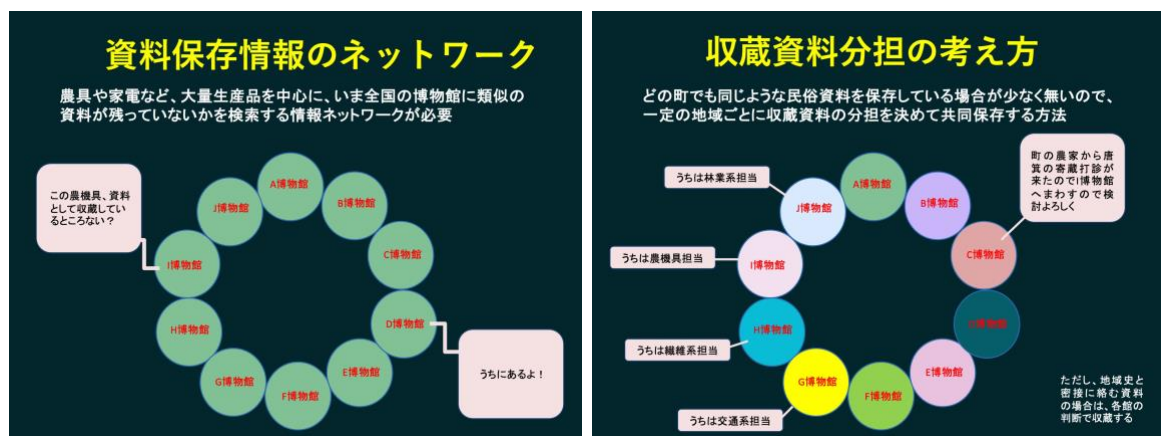 資料保存情報のネットワーク
農具や家電など、大量生産品を中心に、いま全国の博物館に類似の
資料が残っていないかを検索する情報ネットワークが必要
この農機具、資料
として収蔵してい
るところない？
A博物館
B博物館
C博物館
D博物館
E博物館
F博物館
G博物館
H博物館
I博物館
J博物館
うちにあるよ！
収蔵資料分担の考え方
どの町でも同じような民俗資料を保存している場合が少なく無いので、
一定の地域ごとに収蔵資料の分担を決めて共同保存する方法
うちは林業系担当
うちは農機具担当
うちは繊維系担当
うちは交通系担当
町の農家から唐
箕の寄蔵打診が
来たのでI博物館
へまわすので検
討よろしく
A博物館
B博物館
C博物館
D博物館
E博物館
F博物館
G博物館
H博物館
I博物館
J博物館
ただし、地域史と
密接に絡む資料
の場合は、各館の
判断で収蔵する